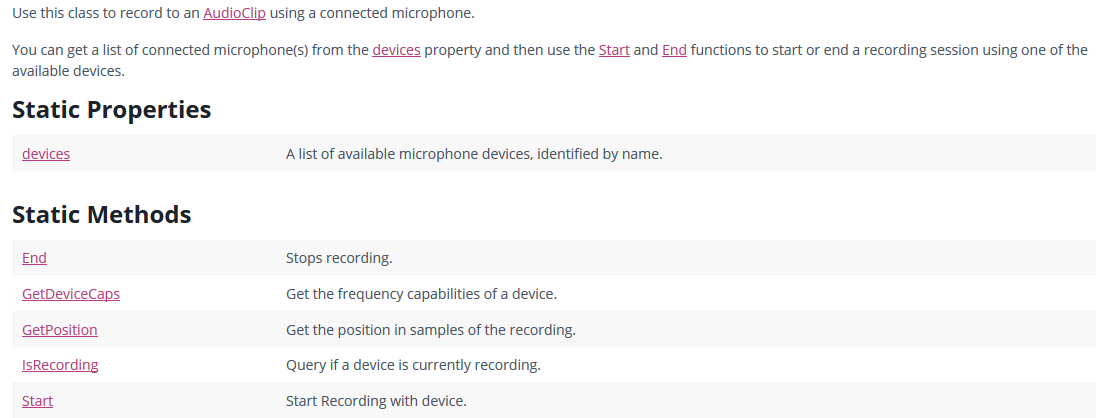 Use this class to record to an AudioClip using a connected microphone.
You can get a list of connected microphone(s) from the devices property and then use the Start and End functions to start or end a recording session using one of the
available devices.
Static Properties
devices A list of available microphone devices, identified by name.
Static Methods
End Stops recording.
GetDeviceCaps Get the frequency capabilities of a device.
GetPosition Get the position in samples of the recording.
IsRecording Query if a device is currently recording.
Start Start Recording with device.